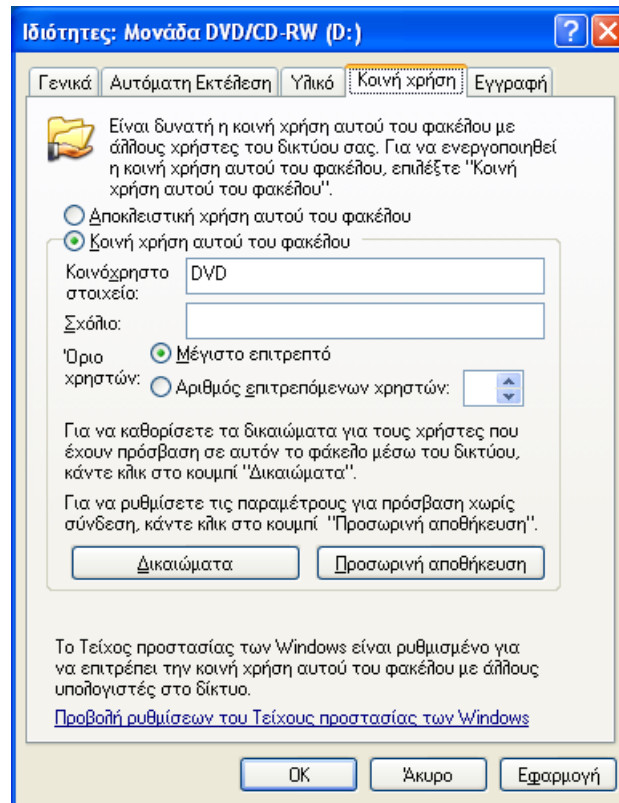 Ιδιότητες: Μονάδα DVD/CD-RW (D:)
Γενικά Αυτόματη Εκτέλεση Υλικό Κοινή χρήση Εγγραφή
Είναι δυνατή η κοινή χρήση αυτού του φακέλου με
άλλους χρήστες του δικτύου σας. Για να ενεργοποιηθεί
η κοινή χρήση αυτού του φακέλου, επιλέξτε "Κοινή
χρήση αυτού του φακέλου".
Αποκλειστική χρήση αυτού του φακέλου
Κοινή χρήση αυτού του φακέλου
Κοινόχρηστο
στοιχείο:
DVD
Σχόλιο:
Όριο
χρηστών:
Μέγιστο επιτρεπτό
Αριθμός επιτρεπόμενων χρηστών:
Για να καθορίσετε τα δικαιώματα για τους χρήστες που
έχουν πρόσβαση σε αυτόν το φάκελο μέσω του δικτύου,
κάντε κλικ στο κουμπί "Δικαιώματα".
Για να ρυθμίσετε τις παραμέτρους για πρόσβαση χωρίς
σύνδεση, κάντε κλικ στο κουμπί "Προσωρινή αποθήκευση".
Δικαιώματα Προσωρινή αποθήκευση
Το Τείχος προστασίας των Windows είναι ρυθμισμένο για
να επιτρέπει την κοινή χρήση αυτού του φακέλου με άλλους
υπολογιστές στο δίκτυο.
Προβολή ρυθμίσεων του Τείχους προστασίας των Windows
OK Άκυρο Εφαρμογή